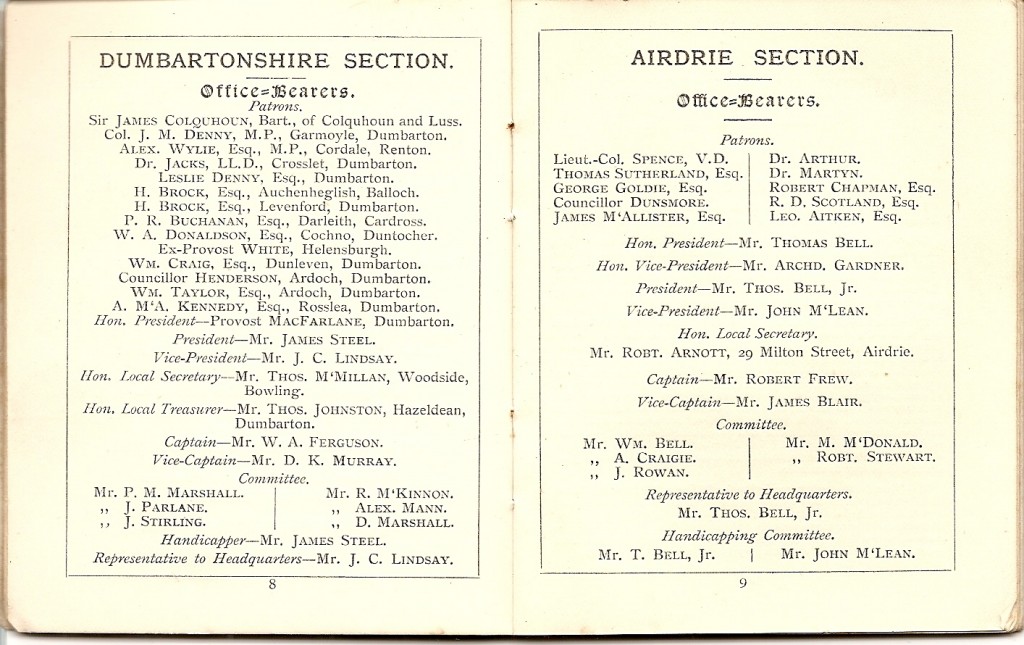 DUMBARTONSHIRE SECTION.
Office=Bearers.
Patrons.
Sir JAMES COLQUHOUN, Bart., of Colquhoun and Luss.
Col. J. M. DENNY, M.P., Garmoyle, Dumbarton.
ALEX. WYLIE, Esq., M.P., Cordale, Renton.
Dr. JACKS, LL.D., Crosslet, Dumbarton.
LESLIE DENNY, Esq., Dumbarton.
H. BROCK, Esq., Auchenheglish, Balloch.
H. BROCK, Esq., Levenford, Dumbarton.
P. R. BUCHANAN, Esq., Darleith, Cardross.
W. A. DONALDSON, Esq., Cochno, Duntocher.
Ex-Provost WHITE, Helensburgh.
WM. CRAIG, Esq., Dunleven, Dumbarton.
Councillor HENDERSON, Ardoch, Dumbarton.
WM. TAYLOR, Esq., Ardoch, Dumbarton.
A. M'A. KENNEDY, Esq., Rosslea, Dumbarton.
Hon. President—Provost MACFARLANE, Dumbarton.
President—Mr. JAMES STEEL.
Vice-President—Mr. J. C. LINDSAY.
Hon. Local Secretary—Mr. THOS. M'MILLAN, Woodside,
Bowling.
Hon. Local Treasurer—Mr. THOS. JOHNSTON, Hazeldean,
Dumbarton.
Captain—Mr. W. A. FERGUSON.
Vice-Captain—Mr. D. K. MURRAY.
Committee.
Mr. P. M. MARSHALL. Mr. R. M'KINNON.
,, J. PARLANE. ,, ALEX. MANN.
,, J. STIRLING. ,, D. MARSHALL.
Handicapper—Mr. JAMES STEEL.
Representative to Headquarters—Mr. J. C. LINDSAY.
8
AIRDRIE SECTION.
Office=Bearers.
Patrons.
Lieut.-Col. SPENCE, V.D. Dr. ARTHUR.
THOMAS SUTHERLAND, Esq. Dr. MARTYN.
GEORGE GOLDIE, Esq. ROBERT CHAPMAN, Esq.
Councillor DUNSMORE. R. D. SCOTLAND, Esq.
JAMES M'ALLISTER, Esq. LEO. AITKEN, Esq.
Hon. President—Mr. THOMAS BELL.
Hon. Vice-President—Mr. ARCHD. GARDNER.
President—Mr. THOS. BELL, Jr.
Vice-President—Mr. JOHN M'LEAN.
Hon. Local Secretary.
Mr. ROBT. ARNOTT, 29 Milton Street, Airdrie.
Captain—Mr. ROBERT FREW.
Vice-Captain—Mr. JAMES BLAIR.
Committee.
Mr. WM. BELL. Mr. M. M'DONALD.
,, A. CRAIGIE. ,, ROBT. STEWART.
,, J. ROWAN.
Representative to Headquarters.
Mr. THOS. BELL, Jr.
Handicapping Committee.
Mr. T. BELL, Jr. Mr. JOHN M'LEAN.
9